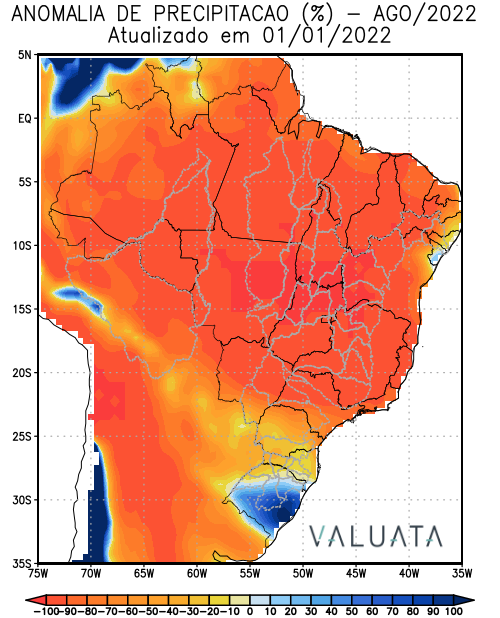 ANOMALIA DE PRECIPITACAO (%) – AGO/2022
Atualizado em 01/01/2022
5N
EQ
5S
10S
15S
20S
25S
30S
35S
VALUATA
75W 70W 65W 60W 55W 50W 45W 40W 35W
-100 -90 -80 -70 -60 -50 -40 -30 -20 -10 0 10 20 30 40 50 60 70 80 90 100